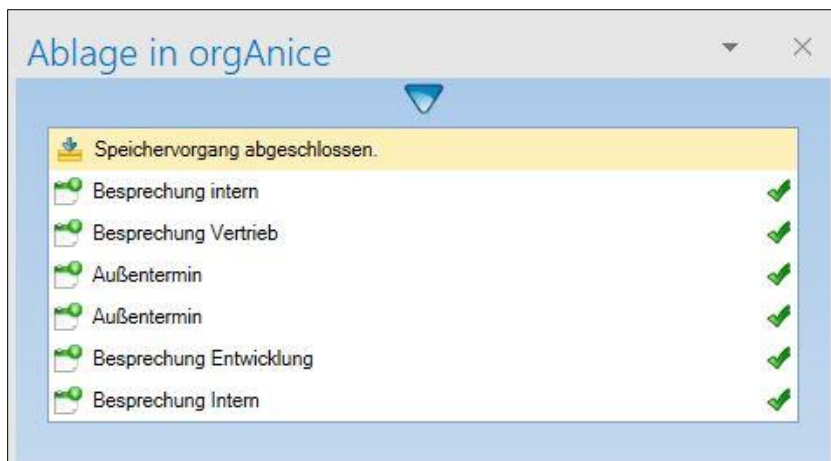 Ablage in orgAnice
Speichervorgang abgeschlossen.
Besprechung intern
Besprechung Vertrieb
Außentermin
Außentermin
Besprechung Entwicklung
Besprechung Intern